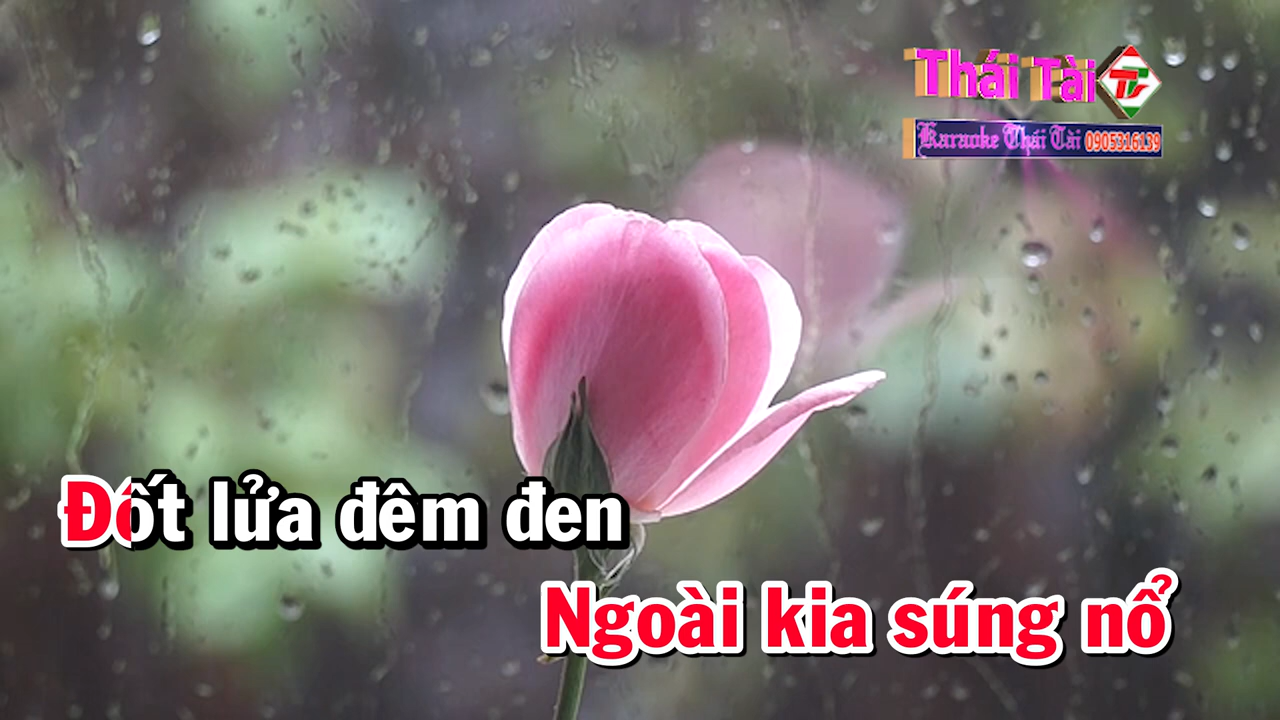 Thái Tài
Karaoke Thái Tài 0905316139
Đốt lửa đêm đen
Ngoài kia súng nổ